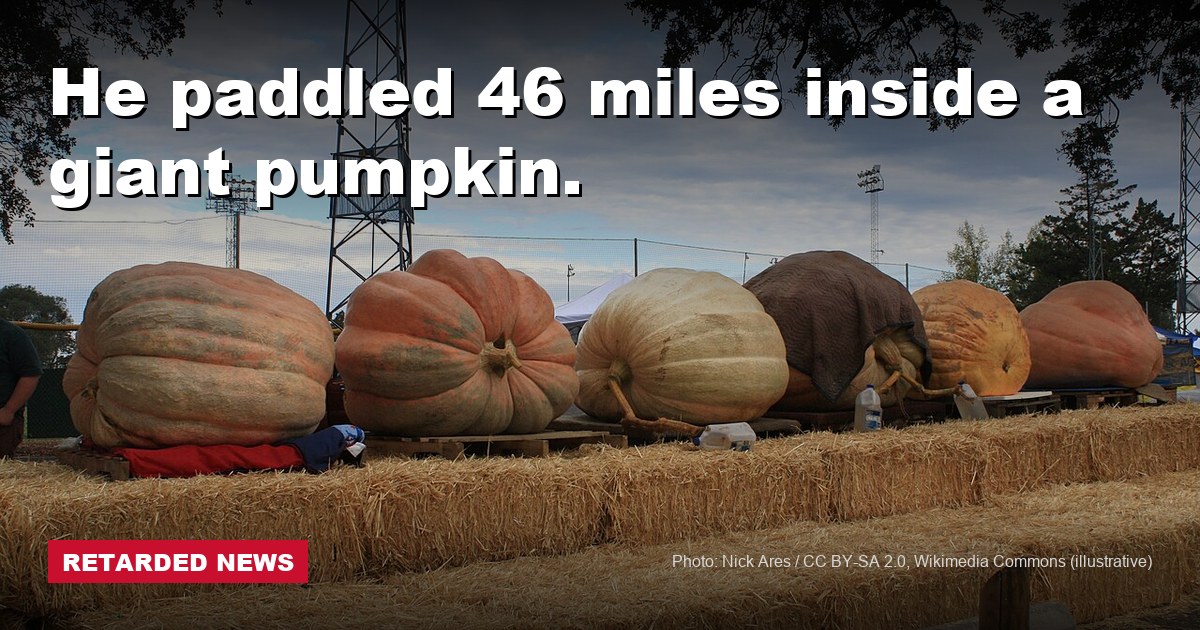 He paddled 46 miles inside a
giant pumpkin.
RETARDED NEWS
Photo: Nick Ares / CC BY-SA 2.0, Wikimedia Commons (illustrative)